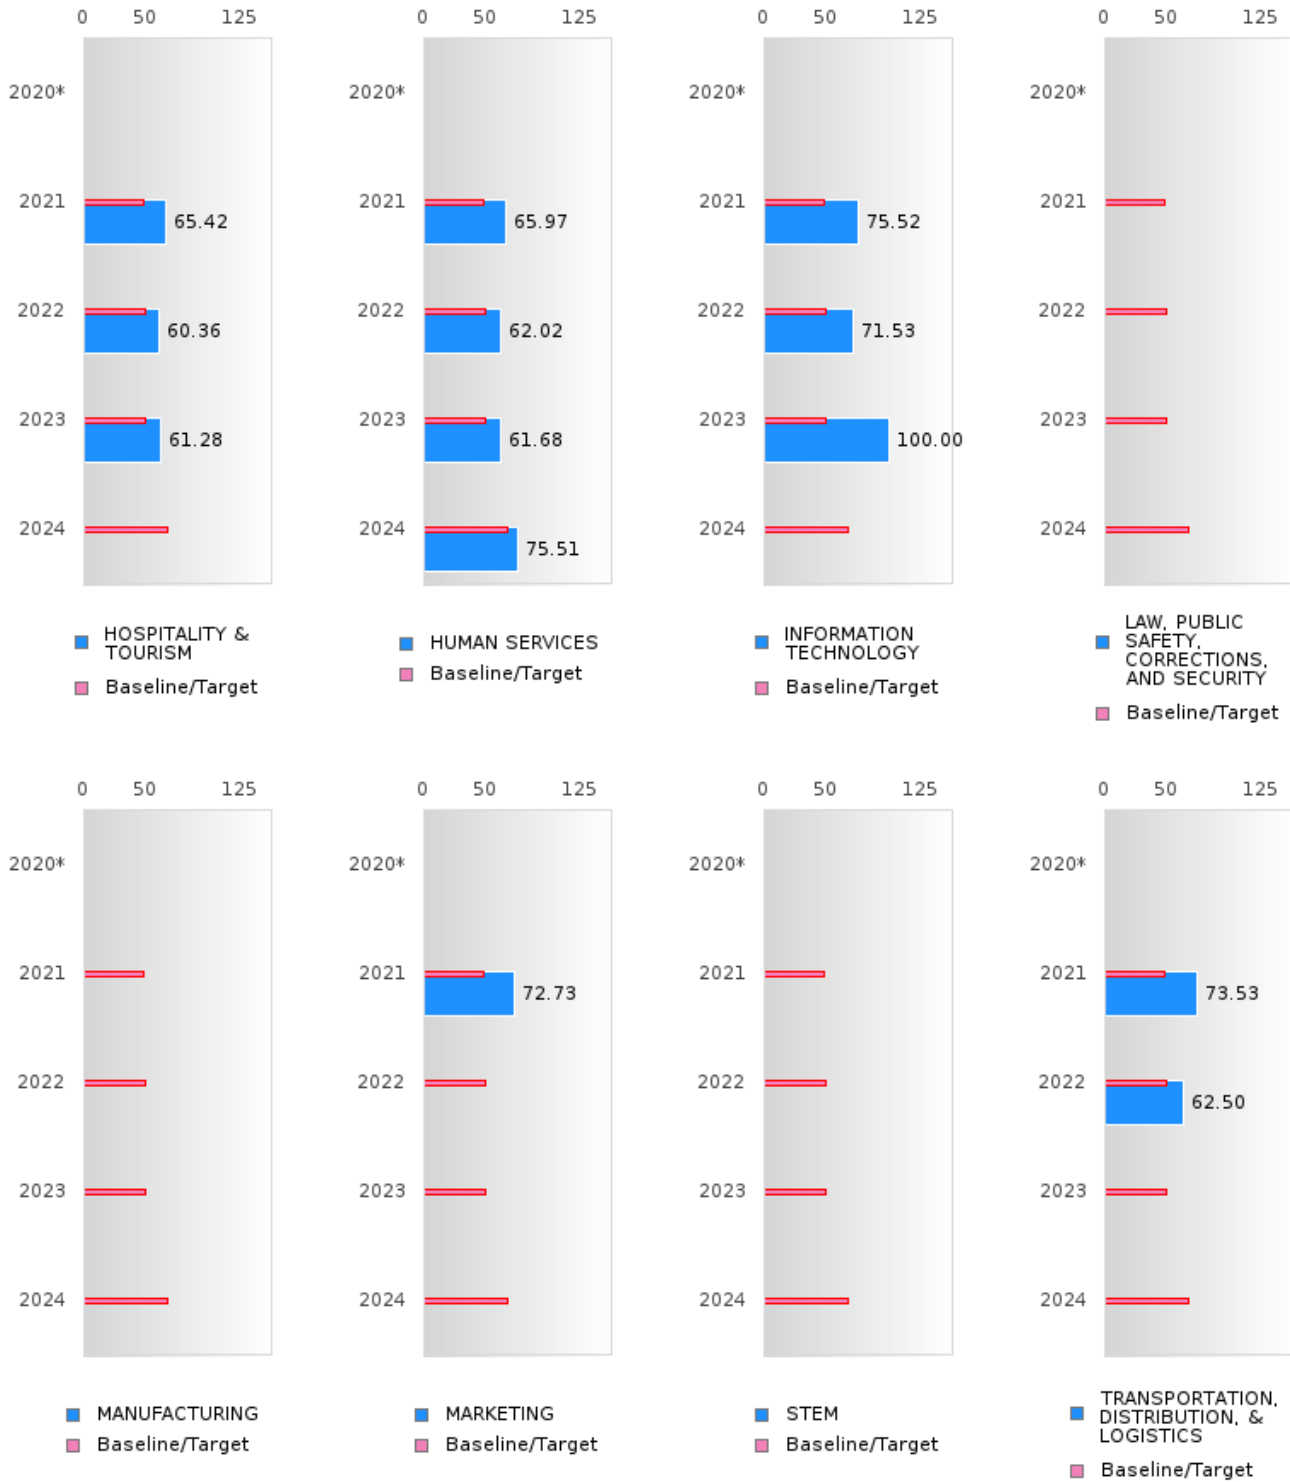 0 50 125
0 50 125
0 50 125
0 50 125
2020*
2020*
2020*
2020*
2021
65.42
2021
65.97
2021
75.52
2021
2022
60.36
2022
62.02
2022
71.53
2022
2023
61.28
2023
61.68
2023
100.00
2023
2024
2024
75.51
2024
2024
HOSPITALITY &
TOURISM
Baseline/Target
HUMAN SERVICES
Baseline/Target
INFORMATION
TECHNOLOGY
Baseline/Target
LAW, PUBLIC
SAFETY,
CORRECTIONS,
AND SECURITY
Baseline/Target
0 50 125
0 50 125
0 50 125
0 50 125
2020*
2020*
2020*
2020*
2021
2021
72.73
2021
2021
73.53
2022
2022
2022
2022
62.50
2023
2023
2023
2023
2024
2024
2024
2024
MANUFACTURING
Baseline/Target
MARKETING
Baseline/Target
STEM
Baseline/Target
TRANSPORTATION,
DISTRIBUTION, &
LOGISTICS
Baseline/Target